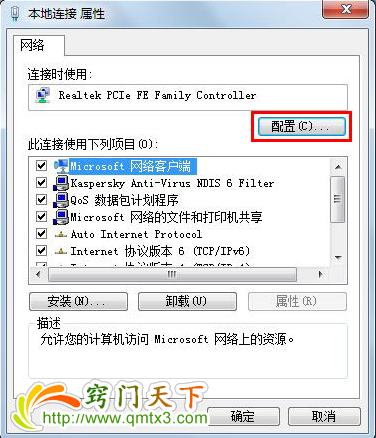 本地连接 属性
网络
连接时使用:
Realtek PCIe FE Family Controller
配置(C)...
此连接使用下列项目(O):
Microsoft 网络客户端
Kaspersky Anti-Virus NDIS 6 Filter
QoS 数据包计划程序
Microsoft 网络的文件和打印机共享
Auto Internet Protocol
Internet 协议版本 6 (TCP/IPv6)
安装(N)...
卸载(U)
属性(R)
描述
允许您的计算机访问 Microsoft 网络上的资源。
窍门天下
http://www.qmtx3.com
确定
取消